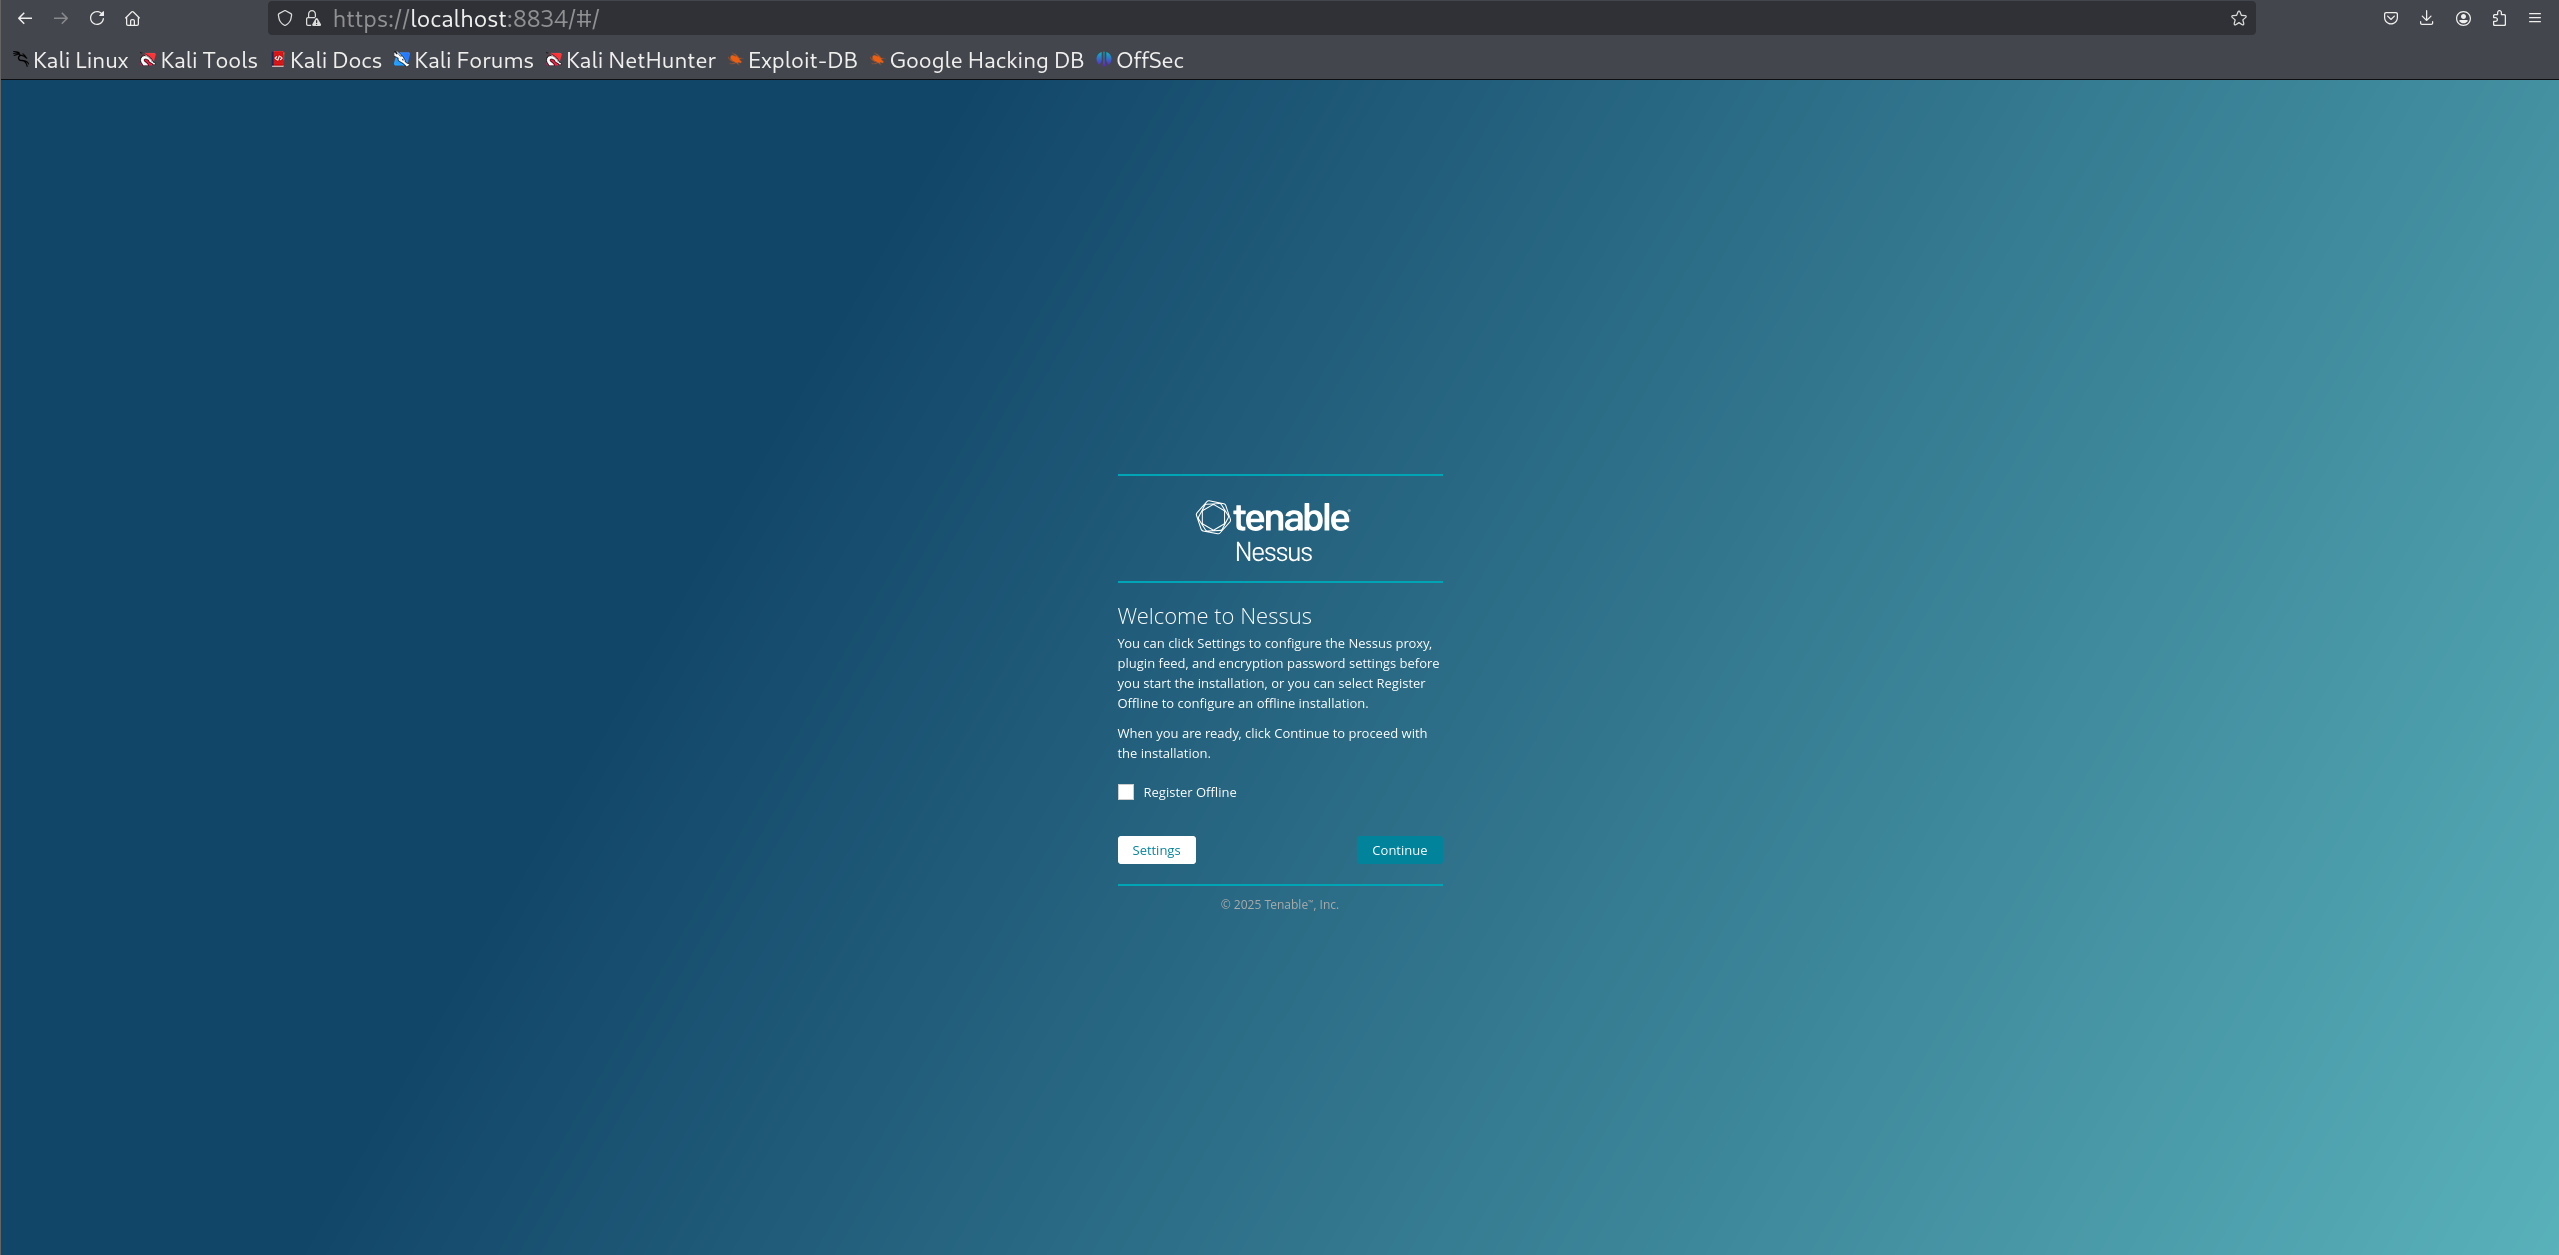 https://localhost:8834/#/
Kali Linux Kali Tools Kali Docs Kali Forums Kali NetHunter Exploit-DB Google Hacking DB OffSec
tenable
Nessus
Welcome to Nessus
You can click Settings to configure the Nessus proxy,
plugin feed, and encryption password settings before
you start the installation, or you can select Register
Offline to configure an offline installation.
When you are ready, click Continue to proceed with
the installation.
Register Offline
Settings Continue
© 2025 Tenable™, Inc.